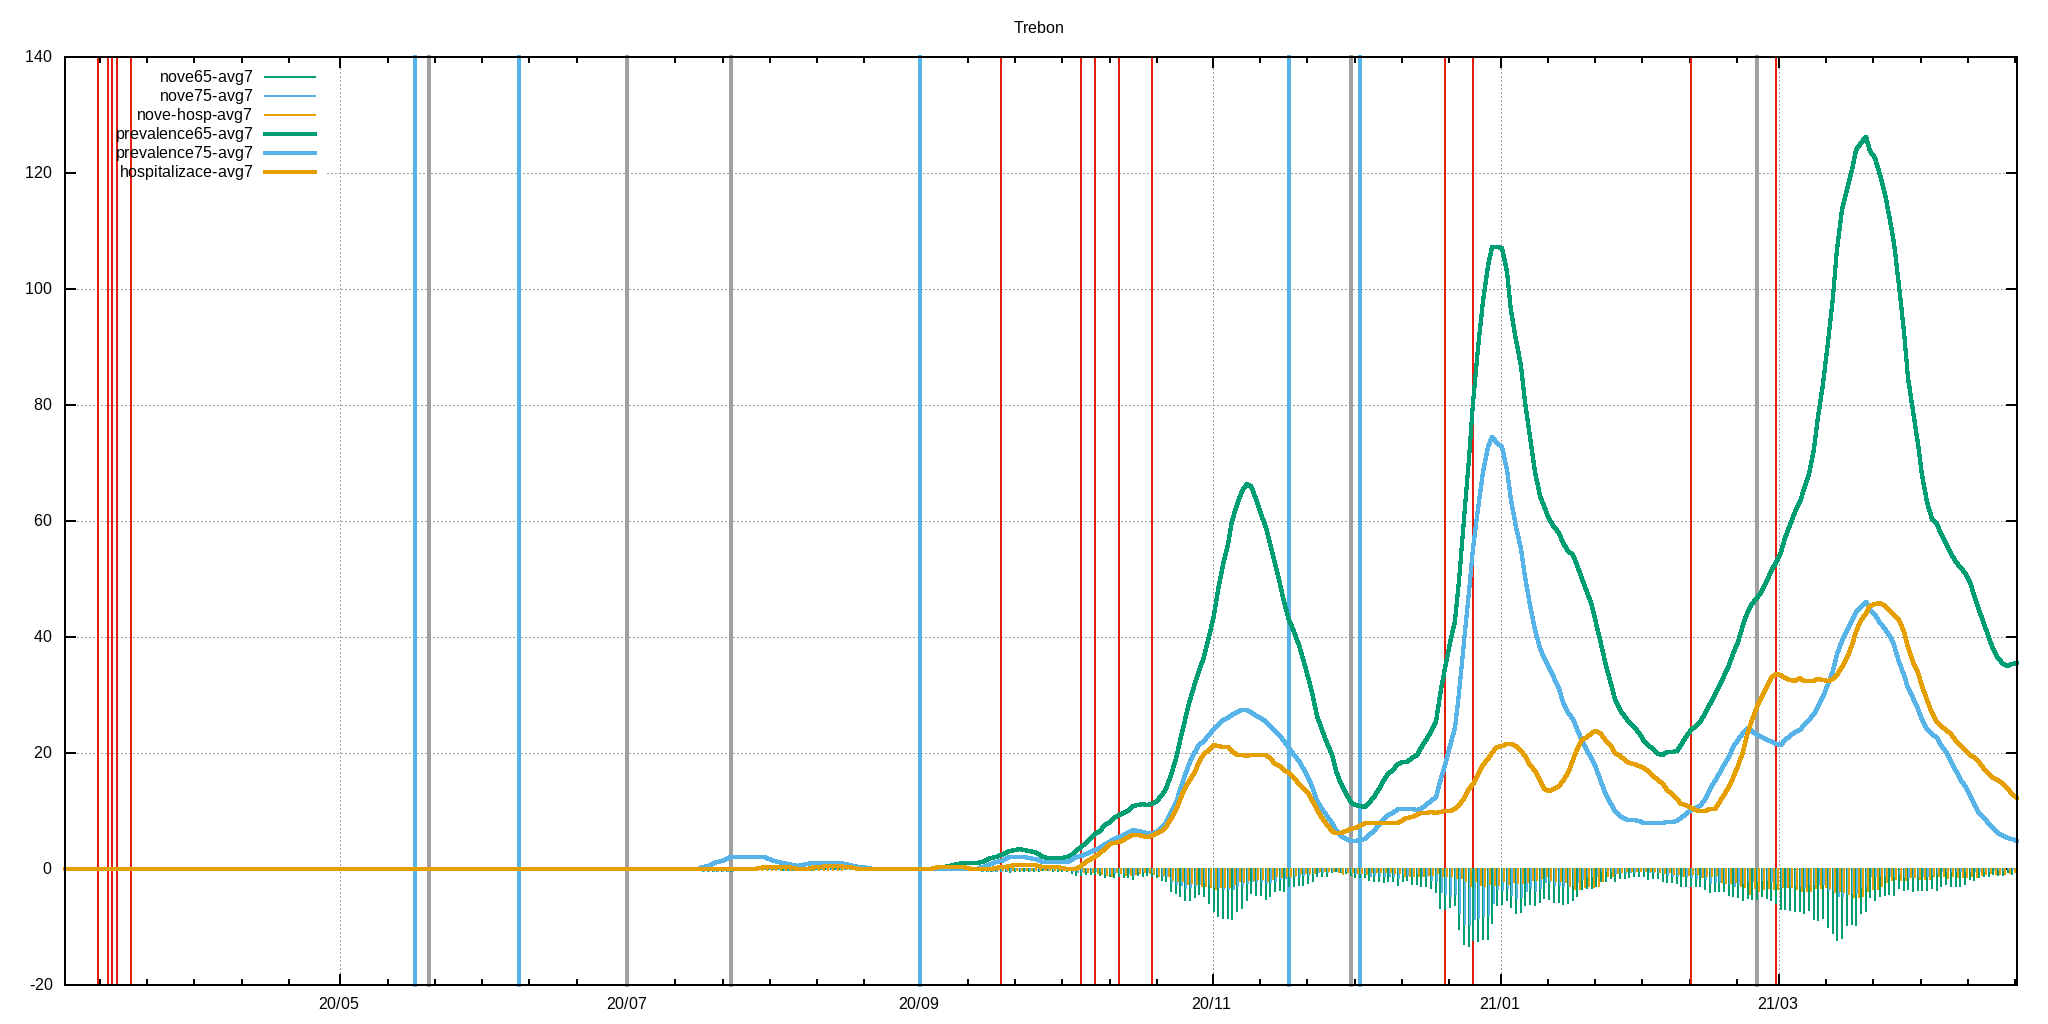 Trebon
140
nove65-avg7
nove75-avg7
nove-hosp-avg7
prevalence65-avg7
prevalence75-avg7
hospitalizace-avg7
120
100
80
60
40
20
0
-20
20/05 20/07 20/09 20/11 21/01 21/03